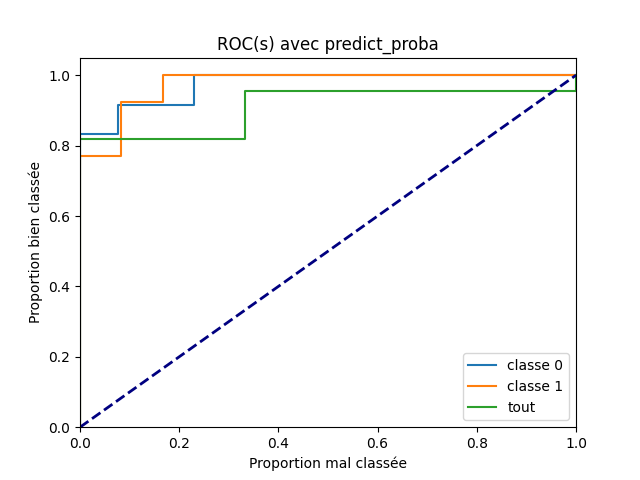 ROC(s) avec predict_proba
1.0
0.8
0.6
0.4
0.2
0.0
Proportion bien classée
classe 0
classe 1
tout
0.0 0.2 0.4 0.6 0.8 1.0
Proportion mal classée